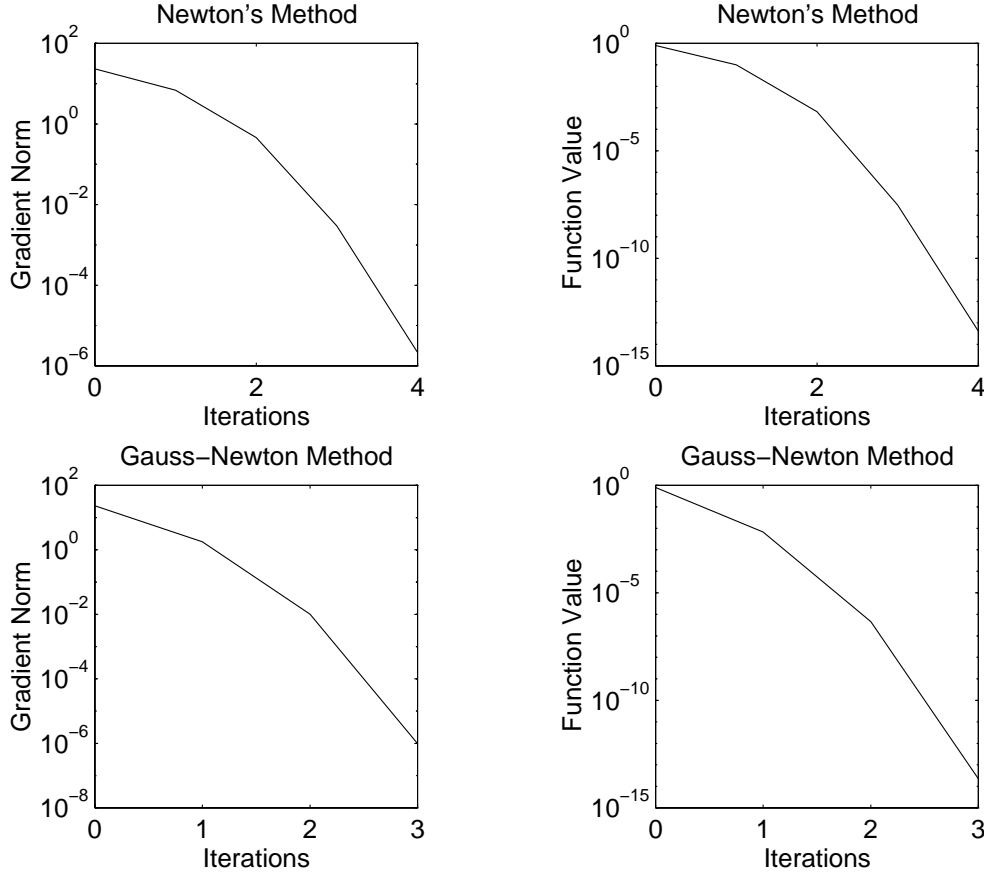 Newton's Method
10^2
10^0
10^−2
10^−4
10^−6
Gradient Norm
0 2 4
Iterations
Newton's Method
10^0
10^−5
10^−10
10^−15
Function Value
0 2 4
Iterations
Gauss−Newton Method
10^2
10^0
10^−2
10^−4
10^−6
10^−8
Gradient Norm
0 1 2 3
Iterations
Gauss−Newton Method
10^0
10^−5
10^−10
10^−15
Function Value
0 1 2 3
Iterations